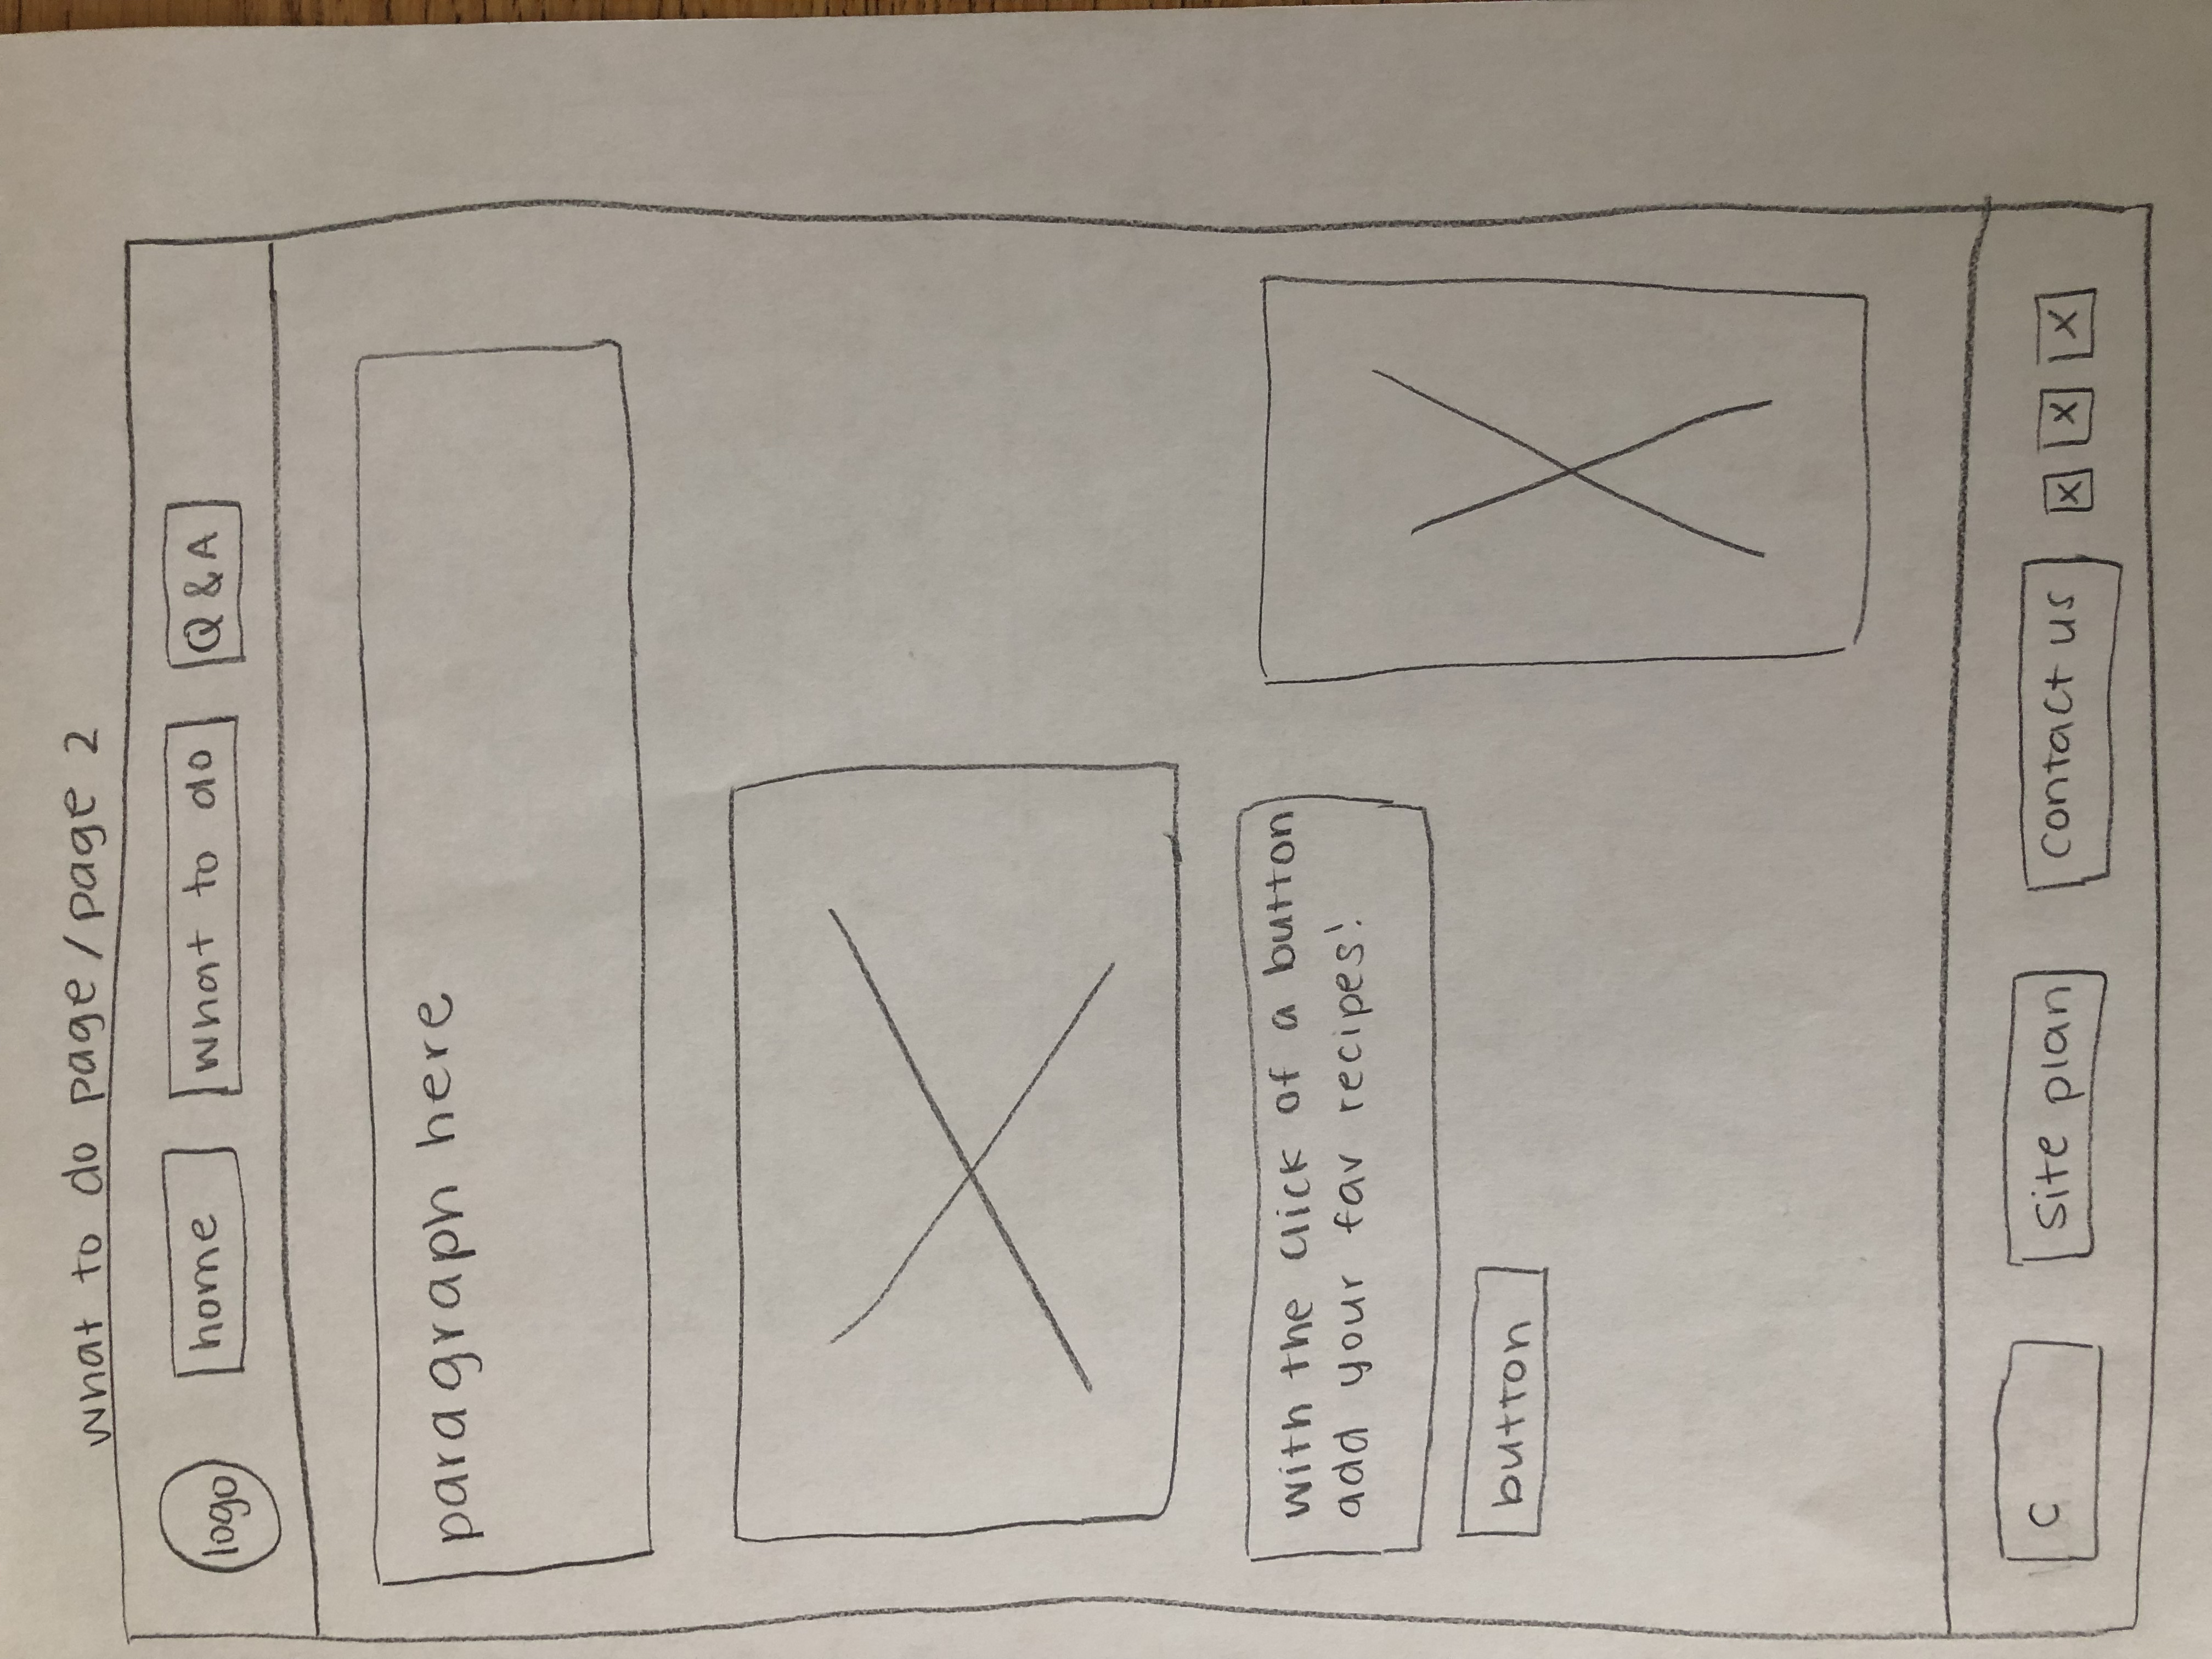 what to do page / page 2
logo
home
what to do
Q & A
paragraph here
with the click of a button
add your fav recipes!
button
C
site plan
contact us
x
x
x